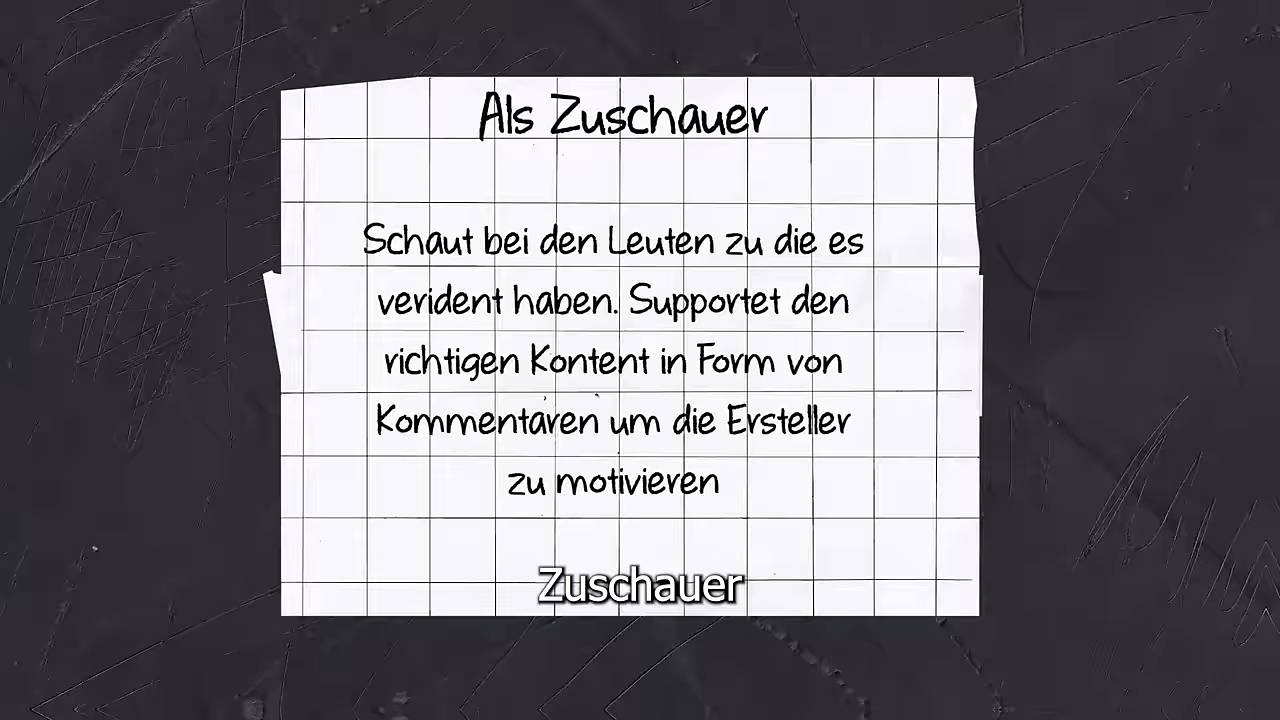 Als Zuschauer
Schaut bei den Leuten zu die es
verident haben. Supportet den
richtigen Kontent in Form von
Kommentaren um die Ersteller
zu motivieren
Zuschauer